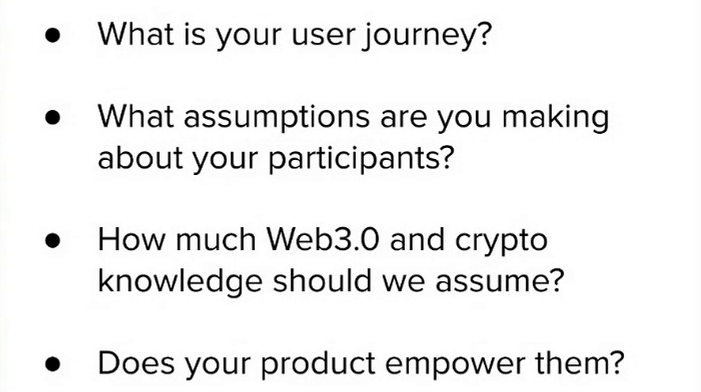 ● What is your user journey?
● What assumptions are you making
about your participants?
● How much Web3.0 and crypto
knowledge should we assume?
● Does your product empower them?